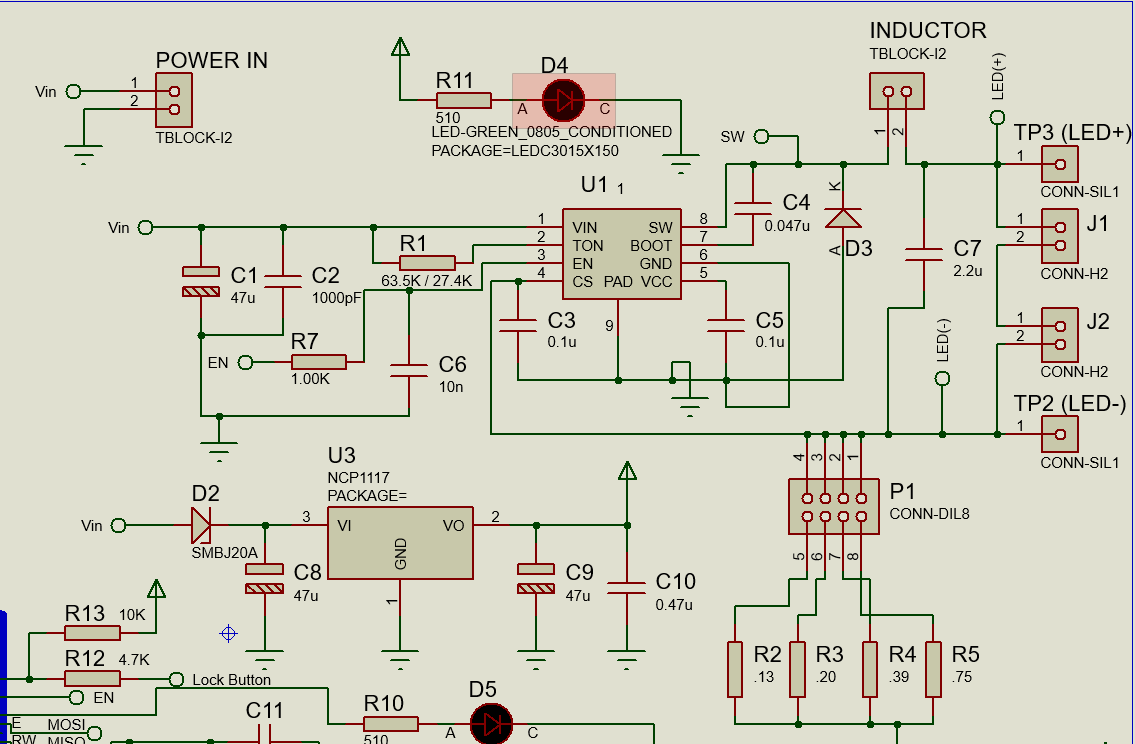 POWER IN
Vin
1
2
TBLOCK-I2
R11
510
D4
A
C
LED-GREEN_0805_CONDITIONED
PACKAGE=LEDC3015X150
INDUCTOR
TBLOCK-I2
1
2
LED(+)
SW
TP3 (LED+)
1
CONN-SIL1
J1
1
2
CONN-H2
J2
1
2
CONN-H2
TP2 (LED-)
1
CONN-SIL1
LED(-)
C7
2.2u
K
A
D3
C4
0.047u
U1
1
1
2
3
4
VIN
TON
EN
CS
PAD
SW
BOOT
GND
VCC
8
7
6
5
9
Vin
C1
47u
C2
1000pF
R1
63.5K / 27.4K
R7
EN
1.00K
C6
10n
C3
0.1u
C5
0.1u
U3
NCP1117
PACKAGE=
3
VI
VO
2
GND
1
D2
Vin
SMBJ20A
C8
47u
C9
47u
C10
0.47u
P1
CONN-DIL8
4
3
2
1
5
6
7
8
R2
.13
R3
.20
R4
.39
R5
.75
R13
10K
R12
4.7K
Lock Button
EN
E
MOSI
RW
MISO
C11
R10
510
D5
A
C